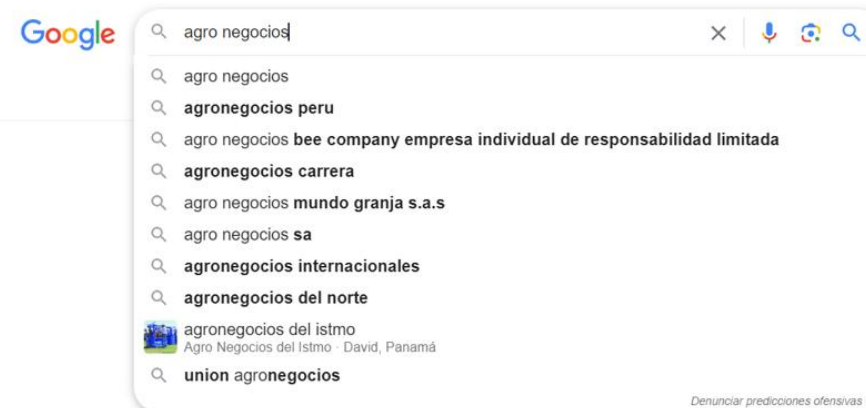 Google
agro negocios
agro negocios
agronegocios peru
agro negocios bee company empresa individual de responsabilidad limitada
agronegocios carrera
agro negocios mundo granja s.a.s
agro negocios sa
agronegocios internacionales
agronegocios del norte
agronegocios del istmo
Agro Negocios del Istmo · David, Panamá
union agronegocios
Denunciar predicciones ofensivas